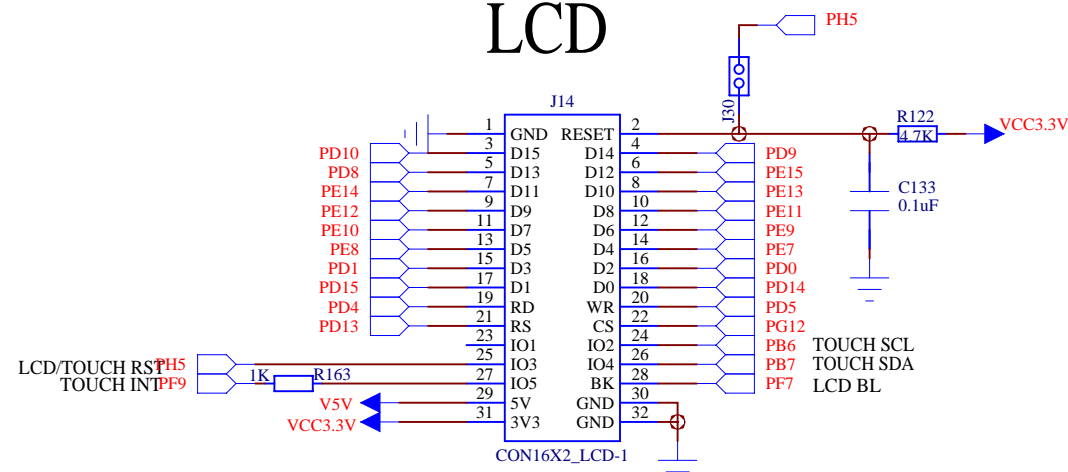 LCD
PH5
J30
J14
R122
4.7K
VCC3.3V
C133
0.1uF
1 GND RESET 2
PD10 3 D15 D14 4 PD9
PD8 5 D13 D12 6 PE15
PE14 7 D11 D10 8 PE13
PE12 9 D9 D8 10 PE11
PE10 11 D7 D6 12 PE9
PE8 13 D5 D4 14 PE7
PD1 15 D3 D2 16 PD0
PD15 17 D1 D0 18 PD14
PD4 19 RD WR 20 PD5
PD13 21 RS CS 22 PG12
23 IO1 IO2 24 PB6 TOUCH SCL
LCD/TOUCH RST PH5 25 IO3 IO4 26 PB7 TOUCH SDA
TOUCH INT PF9 1K R163 27 IO5 BK 28 PF7 LCD BL
V5V 29 5V GND 30
VCC3.3V 31 3V3 GND 32
CON16X2_LCD-1